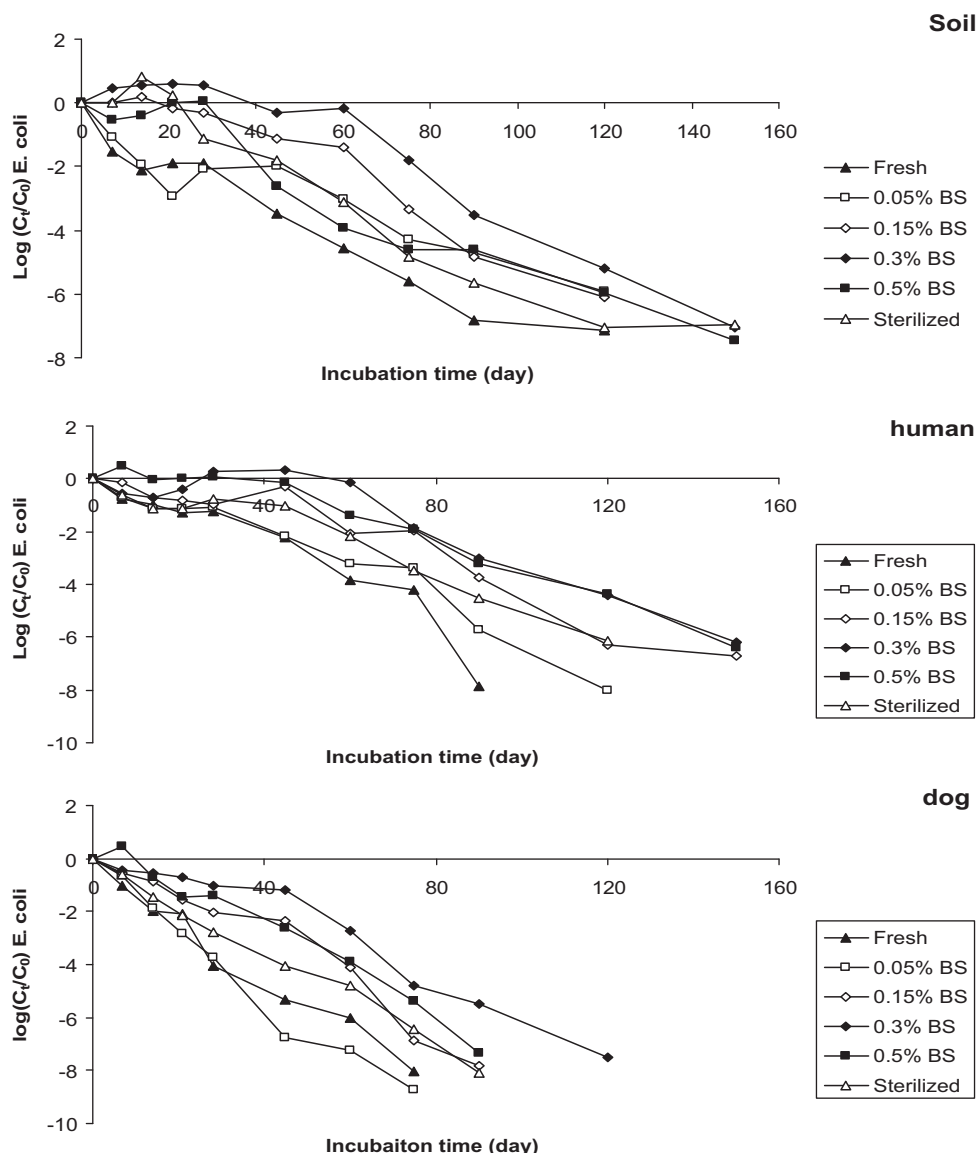 Soil
2
0
0 20 40 60 80 100 120 140 160
-2
-4
-6
-8
Log (Ct/C0) E. coli
Incubation time (day)
Fresh
0.05% BS
0.15% BS
0.3% BS
0.5% BS
Sterilized
human
2
0
0 40 80 120 160
-2
-4
-6
-8
-10
Log (Ct/C0) E. coli
Incubation time (day)
Fresh
0.05% BS
0.15% BS
0.3% BS
0.5% BS
Sterilized
dog
2
0
0 40 80 120 160
-2
-4
-6
-8
-10
log(Ct/C0) E. coli
Incubaiton time (day)
Fresh
0.05% BS
0.15% BS
0.3% BS
0.5% BS
Sterilized